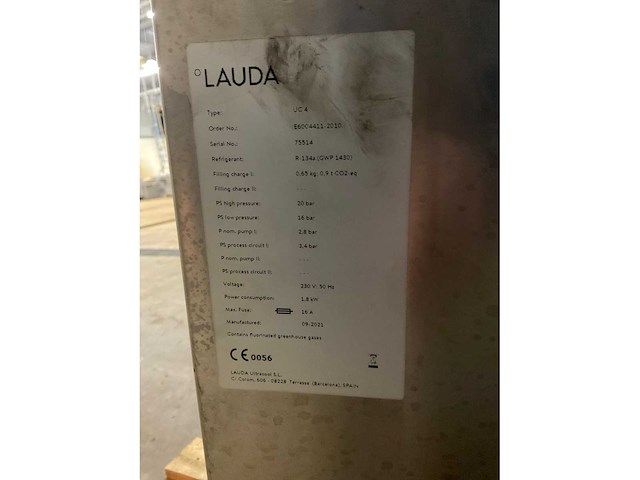 °LAUDA
Type: UC 4
Order No.: E6004411-2010
Serial No.: 75514
Refrigerant: R-134a (GWP 1430)
Filling charge I: 0,65 kg; 0,9 t CO2-eq
Filling charge II: ---
PS high pressure: 20 bar
PS low pressure: 16 bar
P nom. pump I: 2,8 bar
PS process circuit I: 3,4 bar
P nom. pump II: ---
PS process circuit II: ---
Voltage: 230 V; 50 Hz
Power consumption: 1,8 kW
Max. Fuse: 16 A
Manufactured: 09-2021
Contains fluorinated greenhouse gases
CE 0056
LAUDA Ultracool S.L.
C/ Colom, 606 - 08228 Terrassa (Barcelona), SPAIN